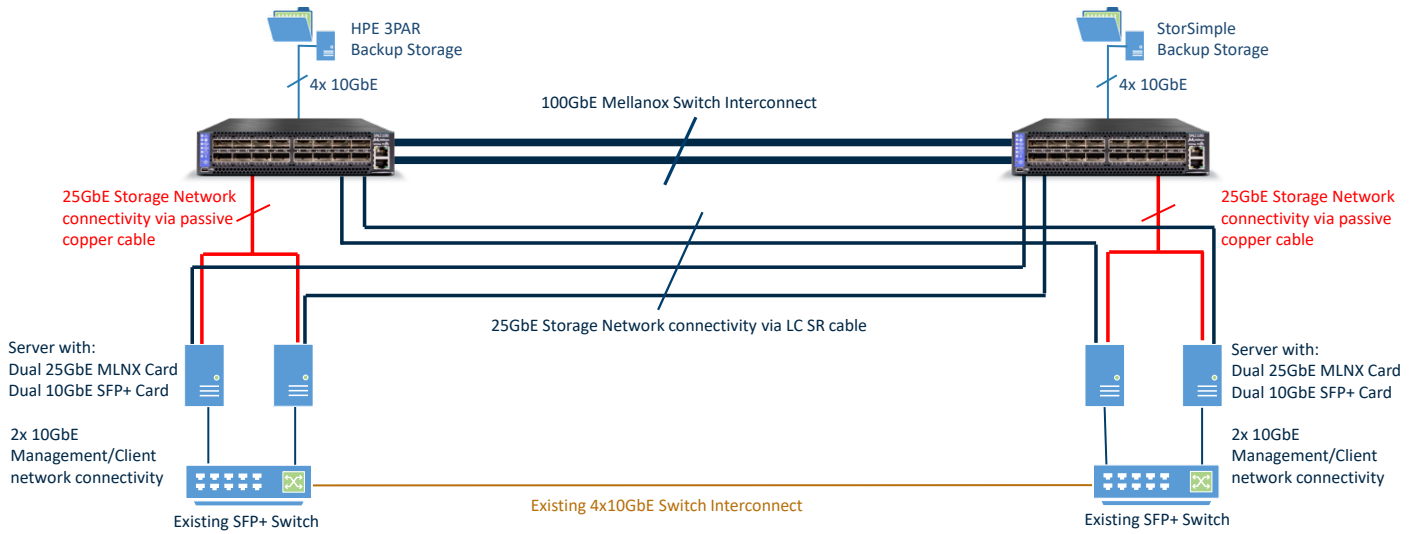 HPE 3PAR
Backup Storage
StorSimple
Backup Storage
4x 10GbE
4x 10GbE
100GbE Mellanox Switch Interconnect
25GbE Storage Network
connectivity via passive
copper cable
25GbE Storage Network
connectivity via passive
copper cable
25GbE Storage Network connectivity via LC SR cable
Server with:
Dual 25GbE MLNX Card
Dual 10GbE SFP+ Card
Server with:
Dual 25GbE MLNX Card
Dual 10GbE SFP+ Card
2x 10GbE
Management/Client
network connectivity
2x 10GbE
Management/Client
network connectivity
Existing 4x10GbE Switch Interconnect
Existing SFP+ Switch
Existing SFP+ Switch